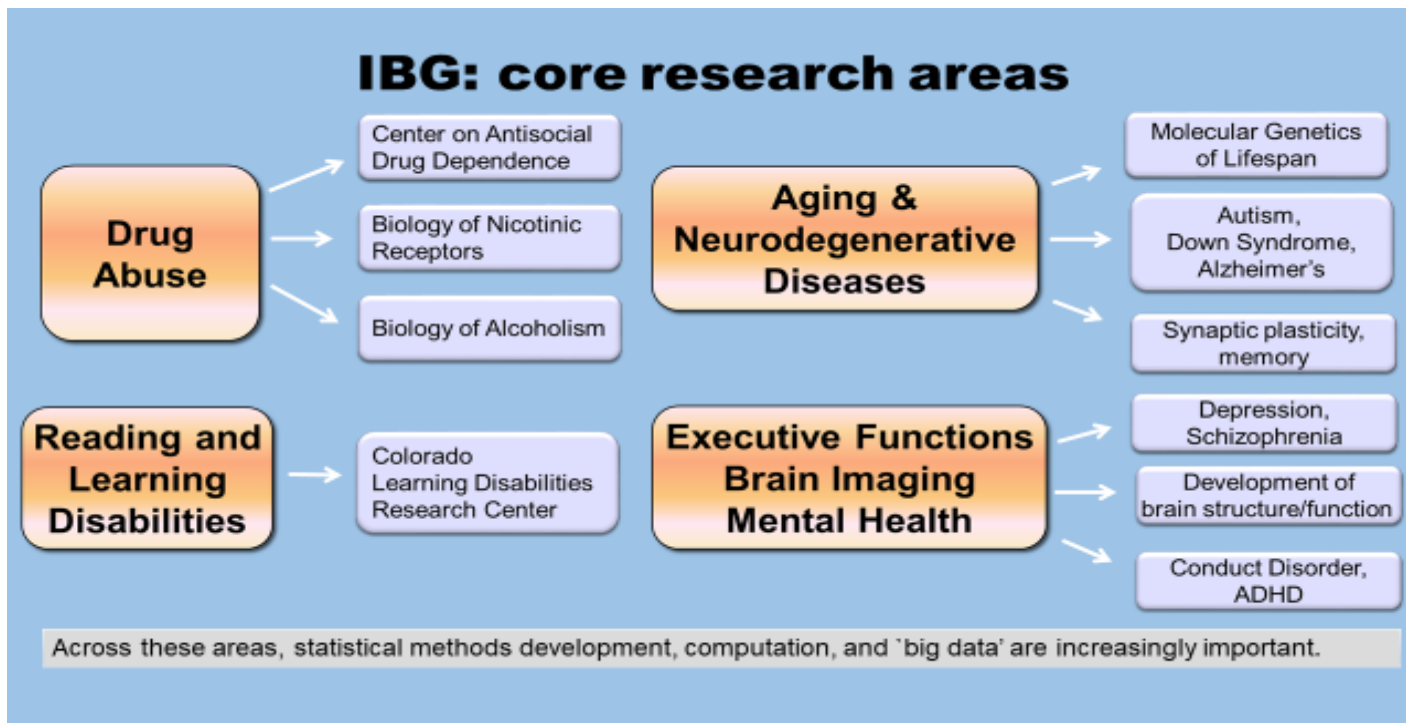 IBG: core research areas
Drug
Abuse
Center on Antisocial
Drug Dependence
Biology of Nicotinic
Receptors
Biology of Alcoholism
Aging &
Neurodegenerative
Diseases
Molecular Genetics
of Lifespan
Autism,
Down Syndrome,
Alzheimer’s
Synaptic plasticity,
memory
Reading and
Learning
Disabilities
Colorado
Learning Disabilities
Research Center
Executive Functions
Brain Imaging
Mental Health
Depression,
Schizophrenia
Development of
brain structure/function
Conduct Disorder,
ADHD
Across these areas, statistical methods development, computation, and `big data’ are increasingly important.